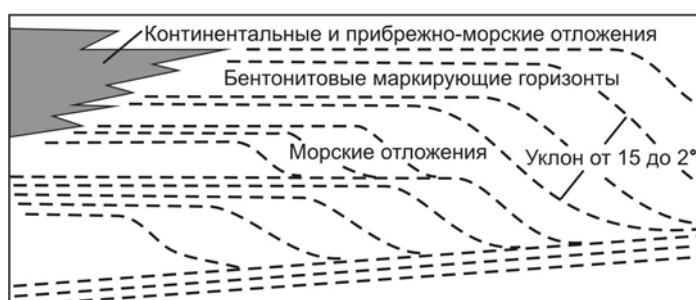 Континентальные и прибрежно-морские отложения
Бентонитовые маркирующие горизонты
Морские отложения
Уклон от 15 до 2°